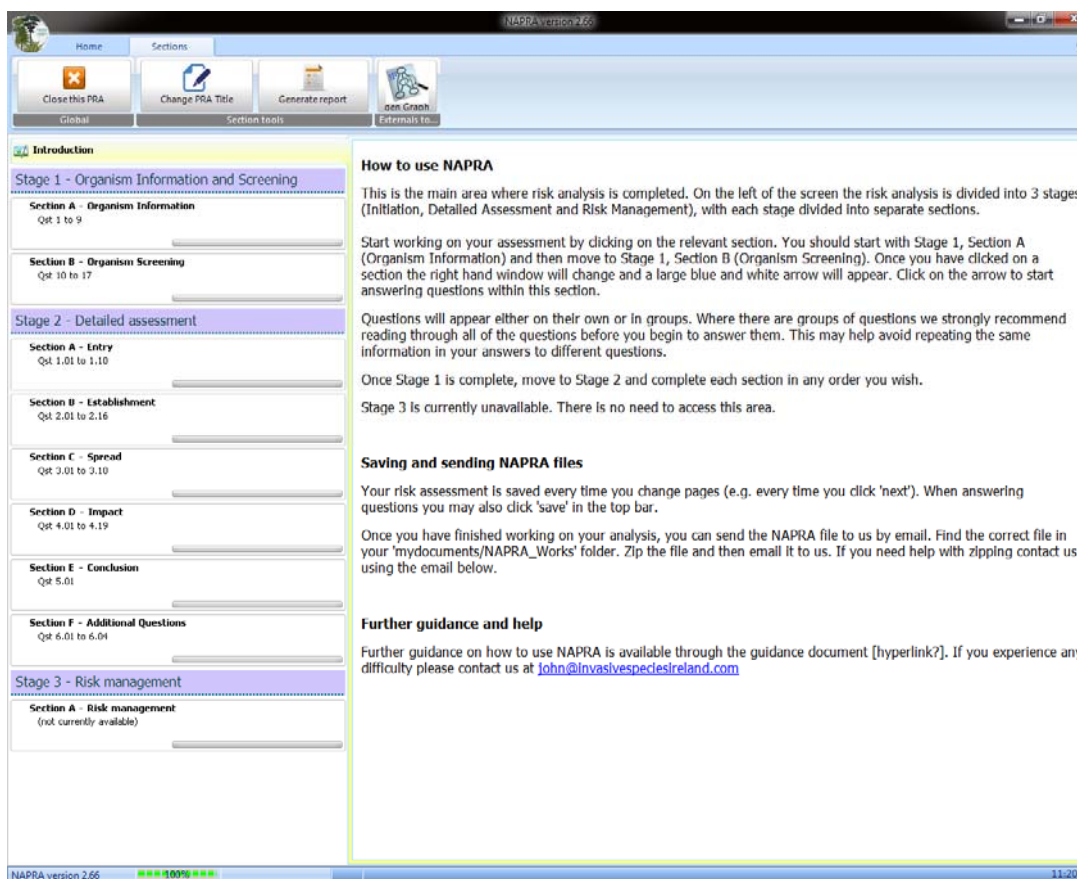 NAPRA version 2.66
Home
Sections
Close this PRA
Change PRA Title
Generate report
Global
Section tools
Externals to...
Introduction
Stage 1 - Organism Information and Screening
Section A - Organism Information
Qst 1 to 9
Section B - Organism Screening
Qst 10 to 17
Stage 2 - Detailed assessment
Section A - Entry
Qst 1.01 to 1.10
Section B - Establishment
Qst 2.01 to 2.16
Section C - Spread
Qst 3.01 to 3.10
Section D - Impact
Qst 4.01 to 4.19
Section E - Conclusion
Qst 5.01
Section F - Additional Questions
Qst 6.01 to 6.04
Stage 3 - Risk management
Section A - Risk management
(not currently available)
How to use NAPRA
This is the main area where risk analysis is completed. On the left of the screen the risk analysis is divided into 3 stages
(Initiation, Detailed Assessment and Risk Management), with each stage divided into separate sections.
Start working on your assessment by clicking on the relevant section. You should start with Stage 1, Section A
(Organism Information) and then move to Stage 1, Section B (Organism Screening). Once you have clicked on a
section the right hand window will change and a large blue and white arrow will appear. Click on the arrow to start
answering questions within this section.
Questions will appear either on their own or in groups. Where there are groups of questions we strongly recommend
reading through all of the questions before you begin to answer them. This may help avoid repeating the same
information in your answers to different questions.
Once Stage 1 is complete, move to Stage 2 and complete each section in any order you wish.
Stage 3 is currently unavailable. There is no need to access this area.
Saving and sending NAPRA files
Your risk assessment is saved every time you change pages (e.g. every time you click 'next'). When answering
questions you may also click 'save' in the top bar.
Once you have finished working on your analysis, you can send the NAPRA file to us by email. Find the correct file in
your 'mydocuments/NAPRA_Works' folder. Zip the file and then email it to us. If you need help with zipping contact us
using the email below.
Further guidance and help
Further guidance on how to use NAPRA is available through the guidance document [hyperlink?]. If you experience any
difficulty please contact us at john@invasivespeciesireland.com
NAPRA version 2.66
100%
11:20